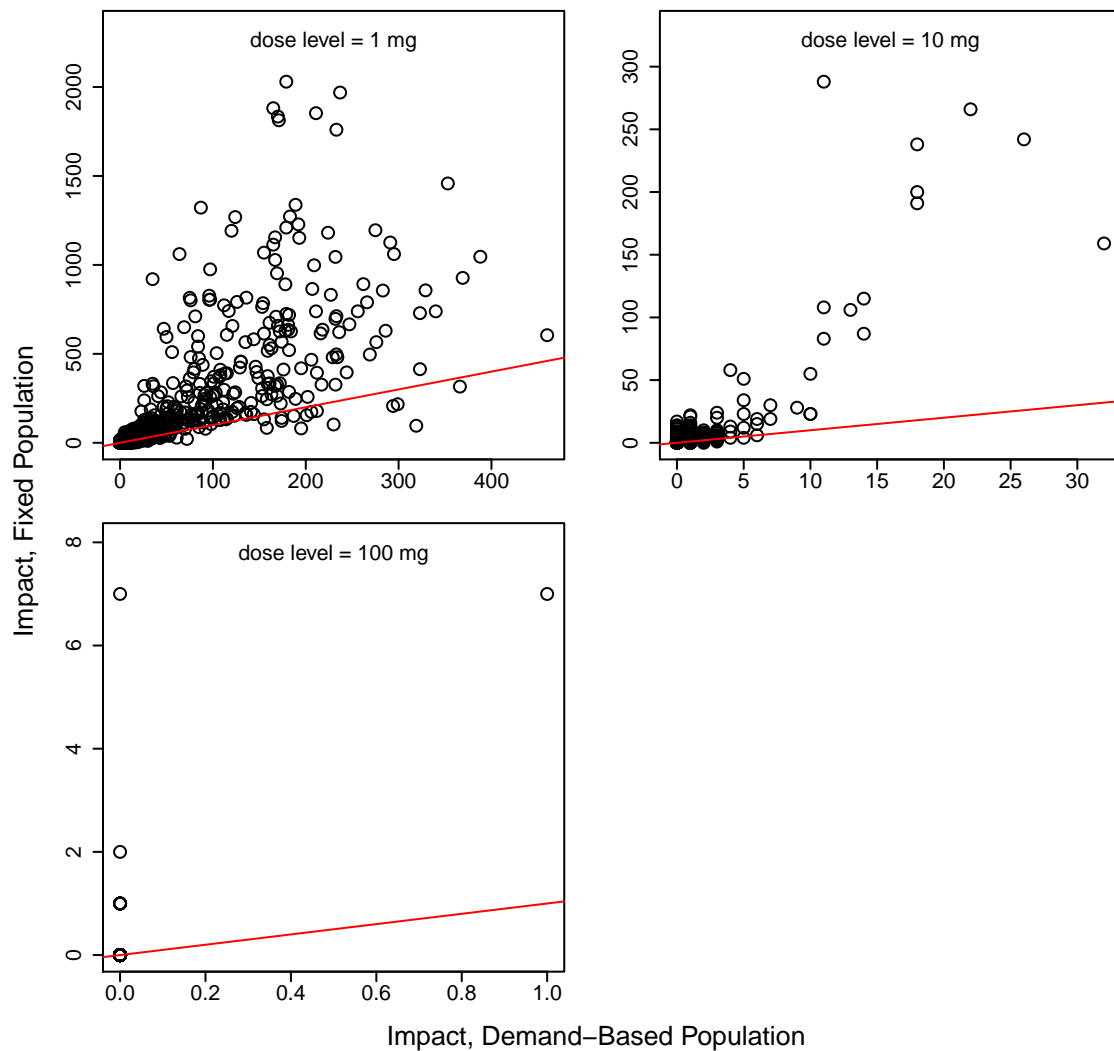 dose level = 1 mg
2000
1500
1000
500
0
0 100 200 300 400
dose level = 10 mg
300
250
200
150
100
50
0
0 5 10 15 20 25 30
Impact, Fixed Population
dose level = 100 mg
8
6
4
2
0
0.0 0.2 0.4 0.6 0.8 1.0
Impact, Demand−Based Population